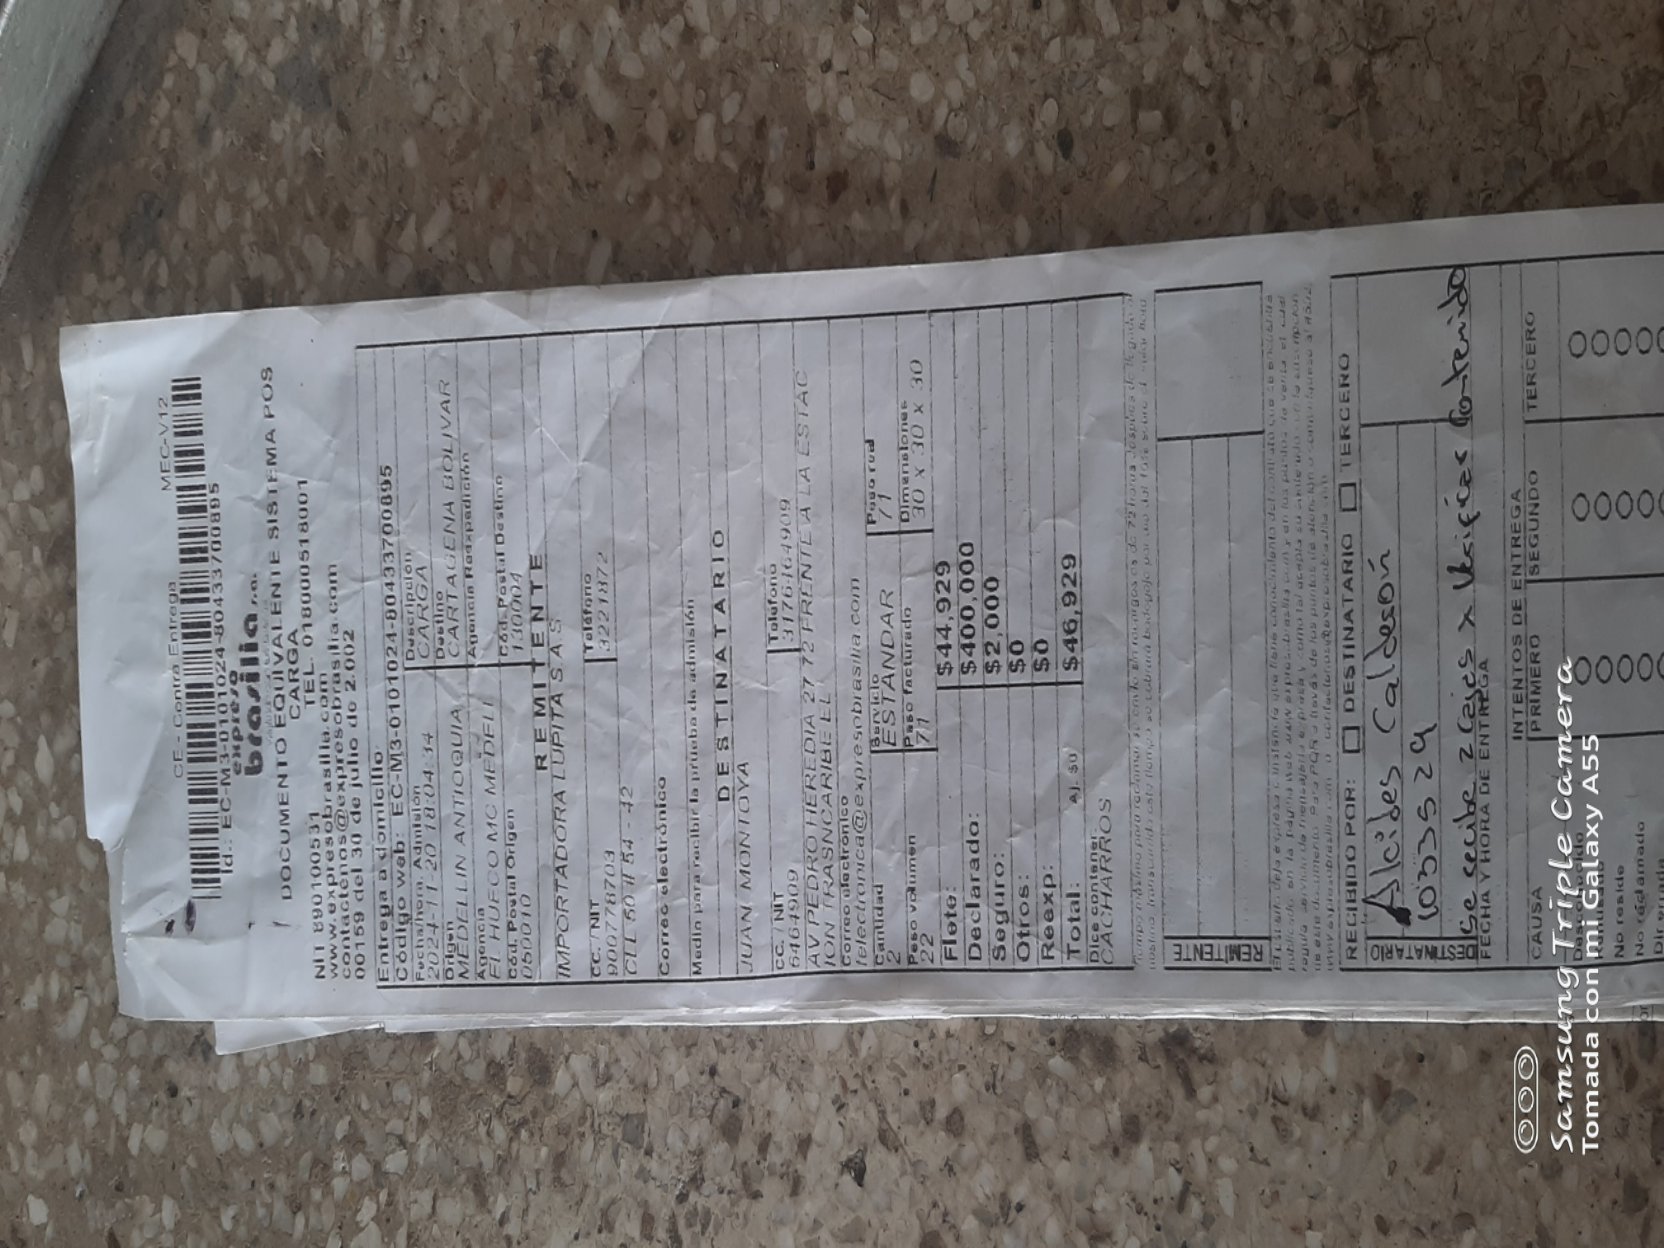 CE - Contra Entrega
MEC-V12
Id.: EC-M3-0101024-80433700895
expreso
brasilia s.a.
DOCUMENTO EQUIVALENTE SISTEMA POS
CARGA
NIT 890100531 TEL. 018000518001
www.expresobrasilia.com
contactenos@expresobrasilia.com
00159 del 30 de julio de 2.002
Entrega a domicilio
Código web: EC-M3-0101024-80433700895
Fecha/hora Admisión Descripción
2024-11-20 18:04:34 CARGA
Origen Destino
MEDELLIN ANTIOQUIA CARTAGENA BOLIVAR
Agencia Agencia Reexpedición
EL HUECO MC MEDELL
Cód. Postal Origen Cód. Postal Destino
050010 130004
REMITENTE
IMPORTADORA LUPITA S A S
CC. / NIT Teléfono
900778703 3221872
CLL 50 # 54 - 42
Correo electrónico
Medio para recibir la prueba de admisión
DESTINATARIO
JUAN MONTOYA
CC. / NIT Teléfono
6464909 3176464909
AV PEDRO HEREDIA 27 72 FRENTE A LA ESTAC
ION TRASNCARIBE EL
Correo electrónico
electronica@expresobrasilia.com
Cantidad Servicio Peso real
2 ESTANDAR 71
Peso volumen Peso facturado Dimensiones
22 71 30 x 30 x 30
Flete: $44,929
Declarado: $400,000
Seguro: $2,000
Otros: $0
Reexp: $0
Total: Aj. $0 $46,929
Dice contener:
CACHARROS
REMITENTE
RECIBIDO POR: DESTINATARIO TERCERO
DESTINATARIO
Alcides Calderón
1033529
Se recibe 2 Cajas x Verificar Contenido
FECHA Y HORA DE ENTREGA
INTENTOS DE ENTREGA
CAUSA PRIMERO SEGUNDO TERCERO
No reside
No reclamado
Samsung Triple Camera
Tomada con mi Galaxy A55